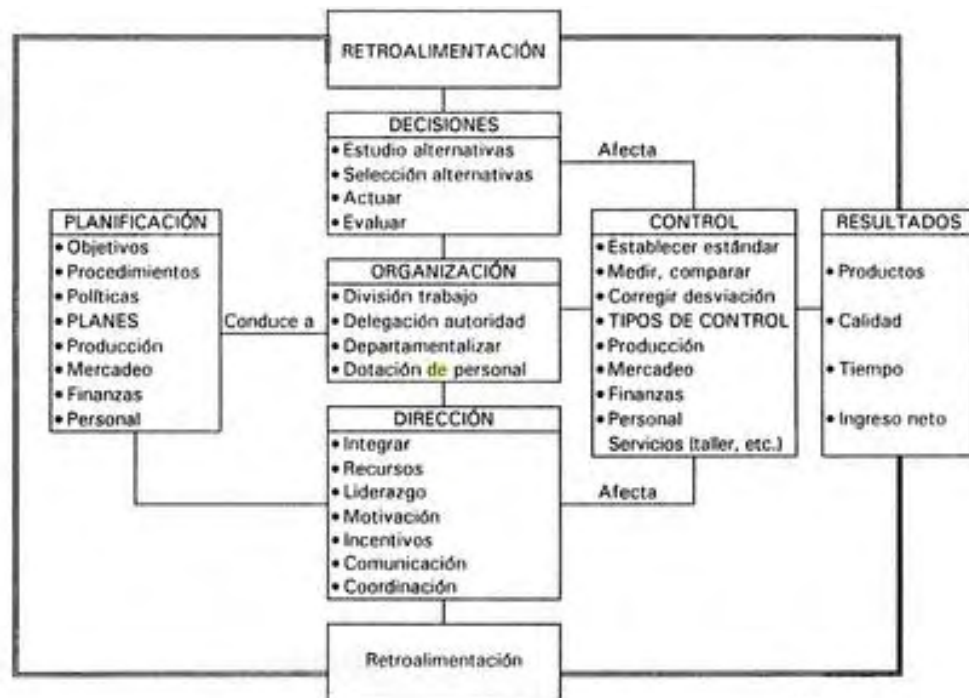 RETROALIMENTACIÓN
DECISIONES
• Estudio alternativas
• Selección alternativas
• Actuar
• Evaluar
Afecta
PLANIFICACIÓN
• Objetivos
• Procedimientos
• Políticas
• PLANES
• Producción
• Mercadeo
• Finanzas
• Personal
Conduce a
ORGANIZACIÓN
• División trabajo
• Delegación autoridad
• Departamentalizar
• Dotación de personal
CONTROL
• Establecer estándar
• Medir, comparar
• Corregir desviación
• TIPOS DE CONTROL
• Producción
• Mercadeo
• Finanzas
• Personal
Servicios (taller, etc.)
RESULTADOS
• Productos
• Calidad
• Tiempo
• Ingreso neto
DIRECCIÓN
• Integrar
• Recursos
• Liderazgo
• Motivación
• Incentivos
• Comunicación
• Coordinación
Afecta
Retroalimentación